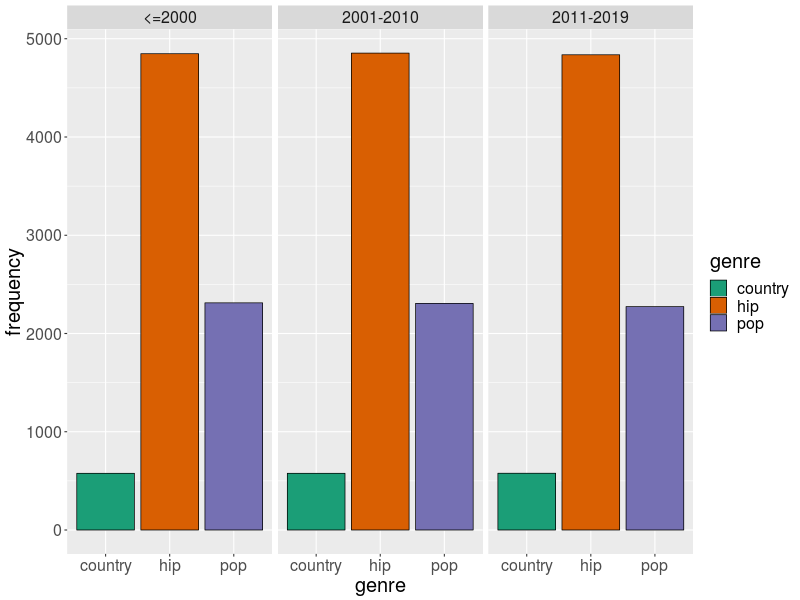 <=2000 2001-2010 2011-2019
5000
4000
3000
2000
1000
0
frequency
country hip pop country hip pop country hip pop
genre
genre
country
hip
pop